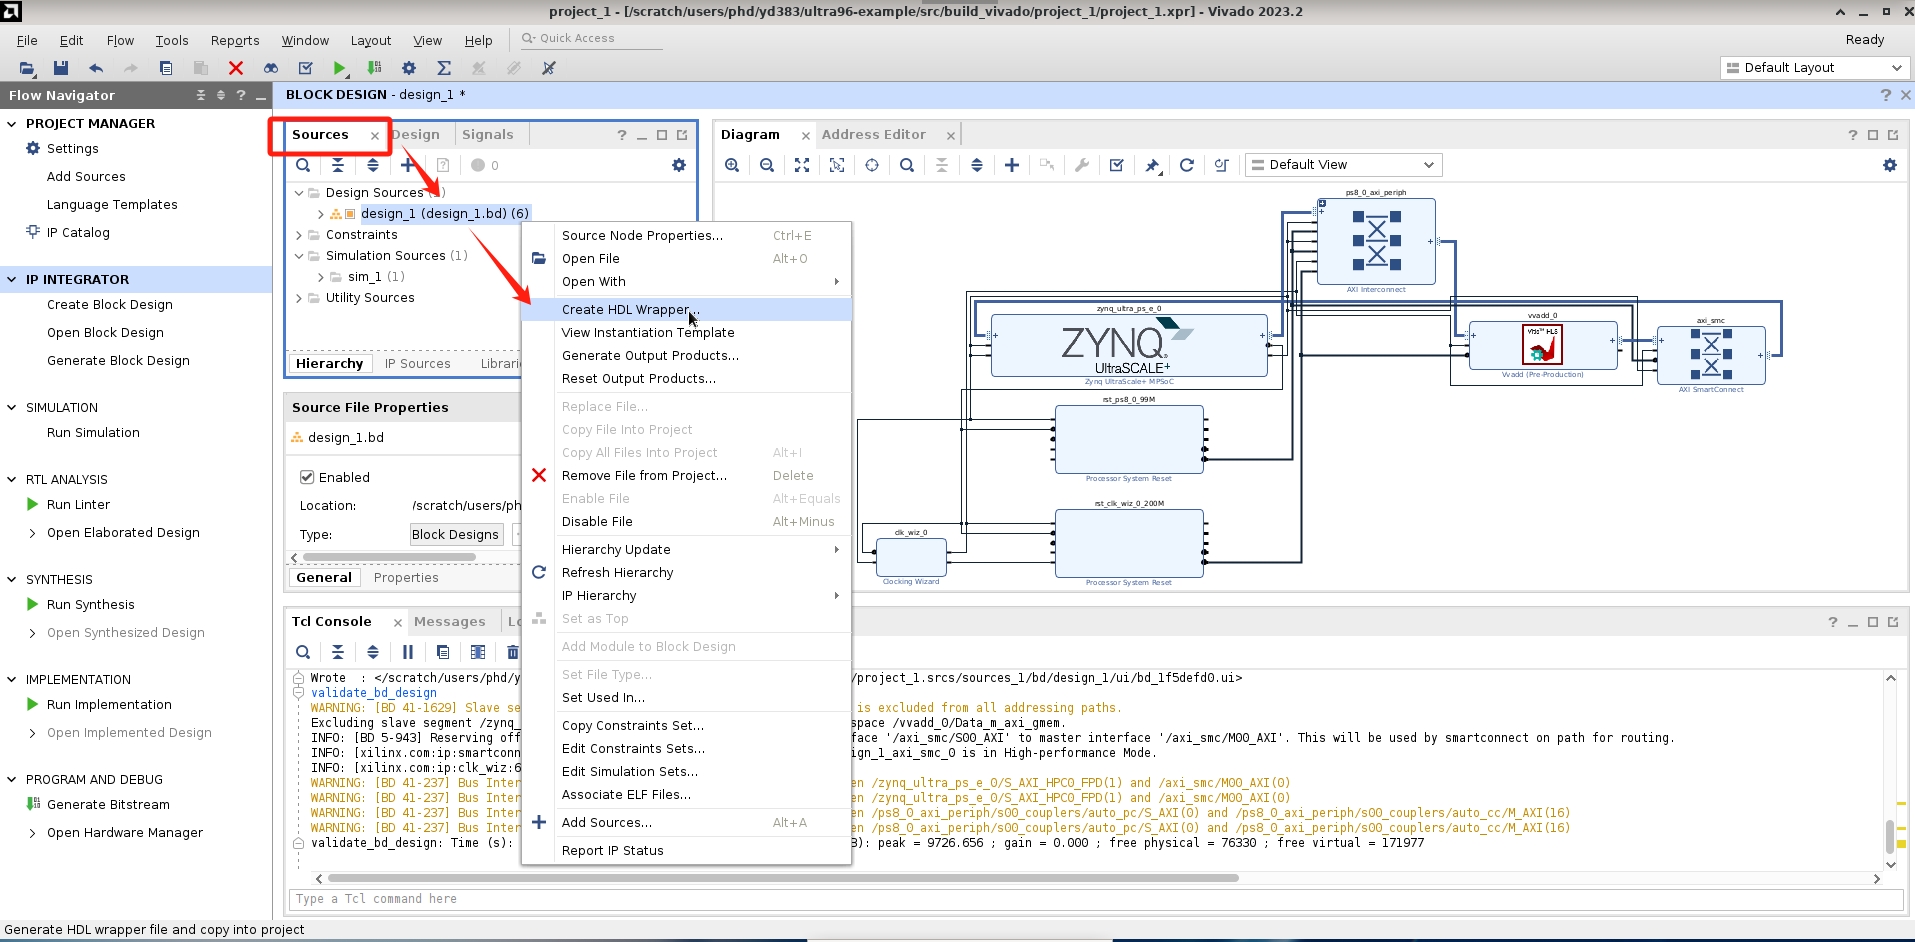 project_1 - [/scratch/users/phd/yd383/ultra96-example/src/build_vivado/project_1/project_1.xpr] - Vivado 2023.2
File Edit Flow Tools Reports Window Layout View Help Quick Access Ready
Default Layout
Flow Navigator
PROJECT MANAGER
Settings
Add Sources
Language Templates
IP Catalog
IP INTEGRATOR
Create Block Design
Open Block Design
Generate Block Design
SIMULATION
Run Simulation
RTL ANALYSIS
Run Linter
Open Elaborated Design
SYNTHESIS
Run Synthesis
Open Synthesized Design
IMPLEMENTATION
Run Implementation
Open Implemented Design
PROGRAM AND DEBUG
Generate Bitstream
Open Hardware Manager
BLOCK DESIGN - design_1 *
Sources Design Signals
0
Design Sources
design_1 (design_1.bd) (6)
Constraints
Simulation Sources (1)
sim_1 (1)
Utility Sources
Hierarchy IP Sources Librari
Source File Properties
design_1.bd
Enabled
Location: /scratch/users/ph
Type: Block Designs
General Properties
Source Node Properties... Ctrl+E
Open File Alt+O
Open With
Create HDL Wrapper...
View Instantiation Template
Generate Output Products...
Reset Output Products...
Replace File...
Copy File Into Project
Copy All Files Into Project Alt+I
Remove File from Project... Delete
Enable File Alt+Equals
Disable File Alt+Minus
Hierarchy Update
Refresh Hierarchy
IP Hierarchy
Set as Top
Add Module to Block Design
Set File Type...
Set Used In...
Copy Constraints Set...
Edit Constraints Sets...
Edit Simulation Sets...
Associate ELF Files...
Add Sources... Alt+A
Report IP Status
Diagram Address Editor
Default View
ps8_0_axi_periph
AXI Interconnect
zynq_ultra_ps_e_0
ZYNQ
UltraSCALE+
Zynq UltraScale+ MPSoC
vvadd_0
Vitis™ HLS
Vvadd (Pre-Production)
axi_smc
AXI SmartConnect
rst_ps8_0_99M
Processor System Reset
rst_clk_wiz_0_200M
Processor System Reset
clk_wiz_0
Clocking Wizard
Tcl Console Messages Lo
Wrote : </scratch/users/phd/y /project_1.srcs/sources_1/bd/design_1/ui/bd_1f5defd0.ui>
validate_bd_design
WARNING: [BD 41-1629] Slave se is excluded from all addressing paths.
Excluding slave segment /zynq_ space /vvadd_0/Data_m_axi_gmem.
INFO: [BD 5-943] Reserving off face '/axi_smc/S00_AXI' to master interface '/axi_smc/M00_AXI'. This will be used by smartconnect on path for routing.
INFO: [xilinx.com:ip:smartconn ign_1_axi_smc_0 is in High-performance Mode.
INFO: [xilinx.com:ip:clk_wiz:6
WARNING: [BD 41-237] Bus Inter en /zynq_ultra_ps_e_0/S_AXI_HPC0_FPD(1) and /axi_smc/M00_AXI(0)
WARNING: [BD 41-237] Bus Inter en /zynq_ultra_ps_e_0/S_AXI_HPC0_FPD(1) and /axi_smc/M00_AXI(0)
WARNING: [BD 41-237] Bus Inter en /ps8_0_axi_periph/s00_couplers/auto_pc/S_AXI(0) and /ps8_0_axi_periph/s00_couplers/auto_cc/M_AXI(16)
WARNING: [BD 41-237] Bus Inter en /ps8_0_axi_periph/s00_couplers/auto_pc/S_AXI(0) and /ps8_0_axi_periph/s00_couplers/auto_cc/M_AXI(16)
validate_bd_design: Time (s): B): peak = 9726.656 ; gain = 0.000 ; free physical = 76330 ; free virtual = 171977
Type a Tcl command here
Generate HDL wrapper file and copy into project